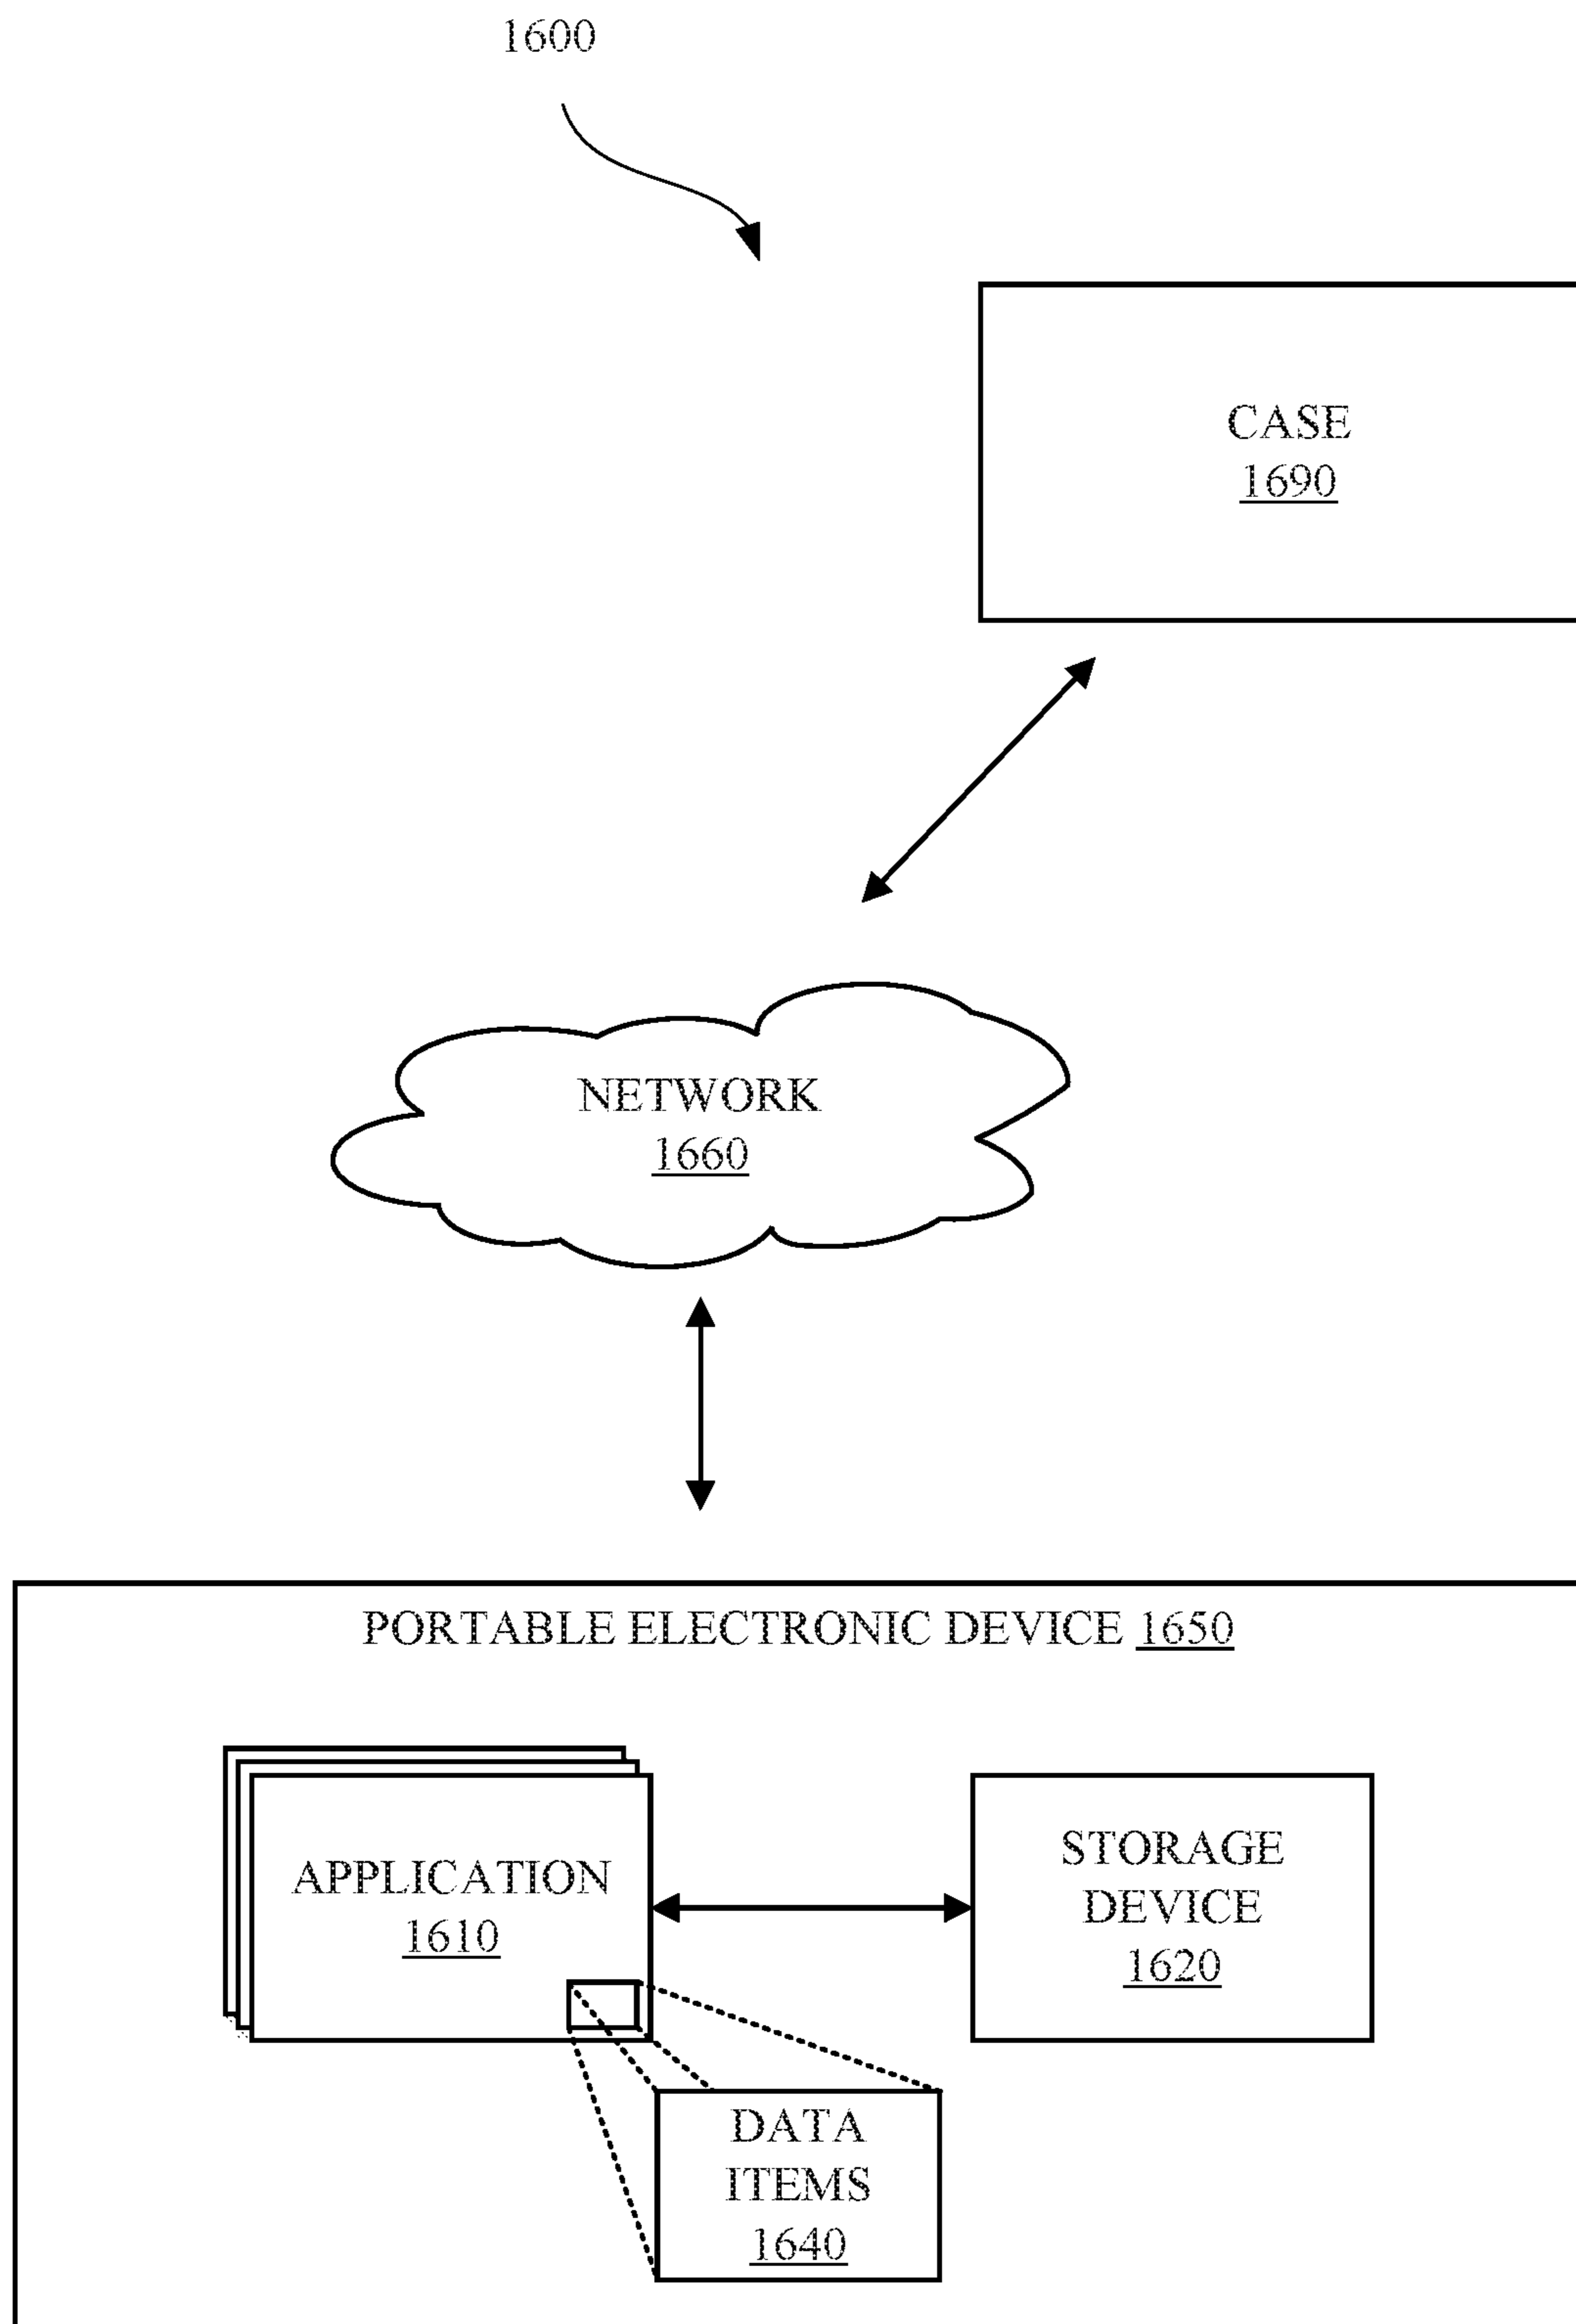 1600
CASE
1690
NETWORK
1660
PORTABLE ELECTRONIC DEVICE 1650
APPLICATION
1610
STORAGE
DEVICE
1620
DATA
ITEMS
1640